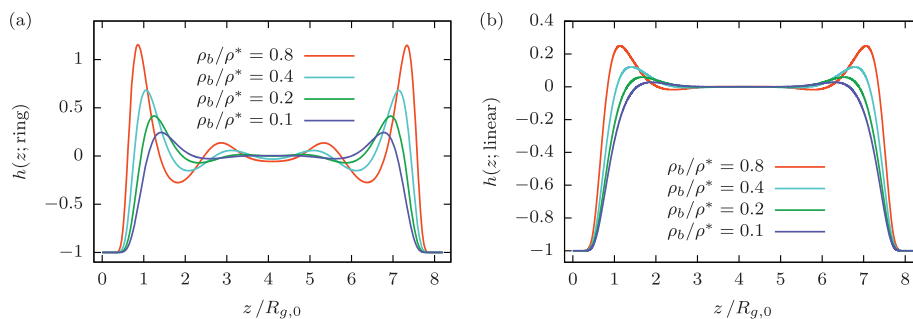 (a)
h(z; ring)
1
0.5
0
−0.5
−1
ρb/ρ* = 0.8
ρb/ρ* = 0.4
ρb/ρ* = 0.2
ρb/ρ* = 0.1
0 1 2 3 4 5 6 7 8
z/Rg,0
(b)
h(z; linear)
0.4
0.2
0
−0.2
−0.4
−0.6
−0.8
−1
ρb/ρ* = 0.8
ρb/ρ* = 0.4
ρb/ρ* = 0.2
ρb/ρ* = 0.1
0 1 2 3 4 5 6 7 8
z/Rg,0